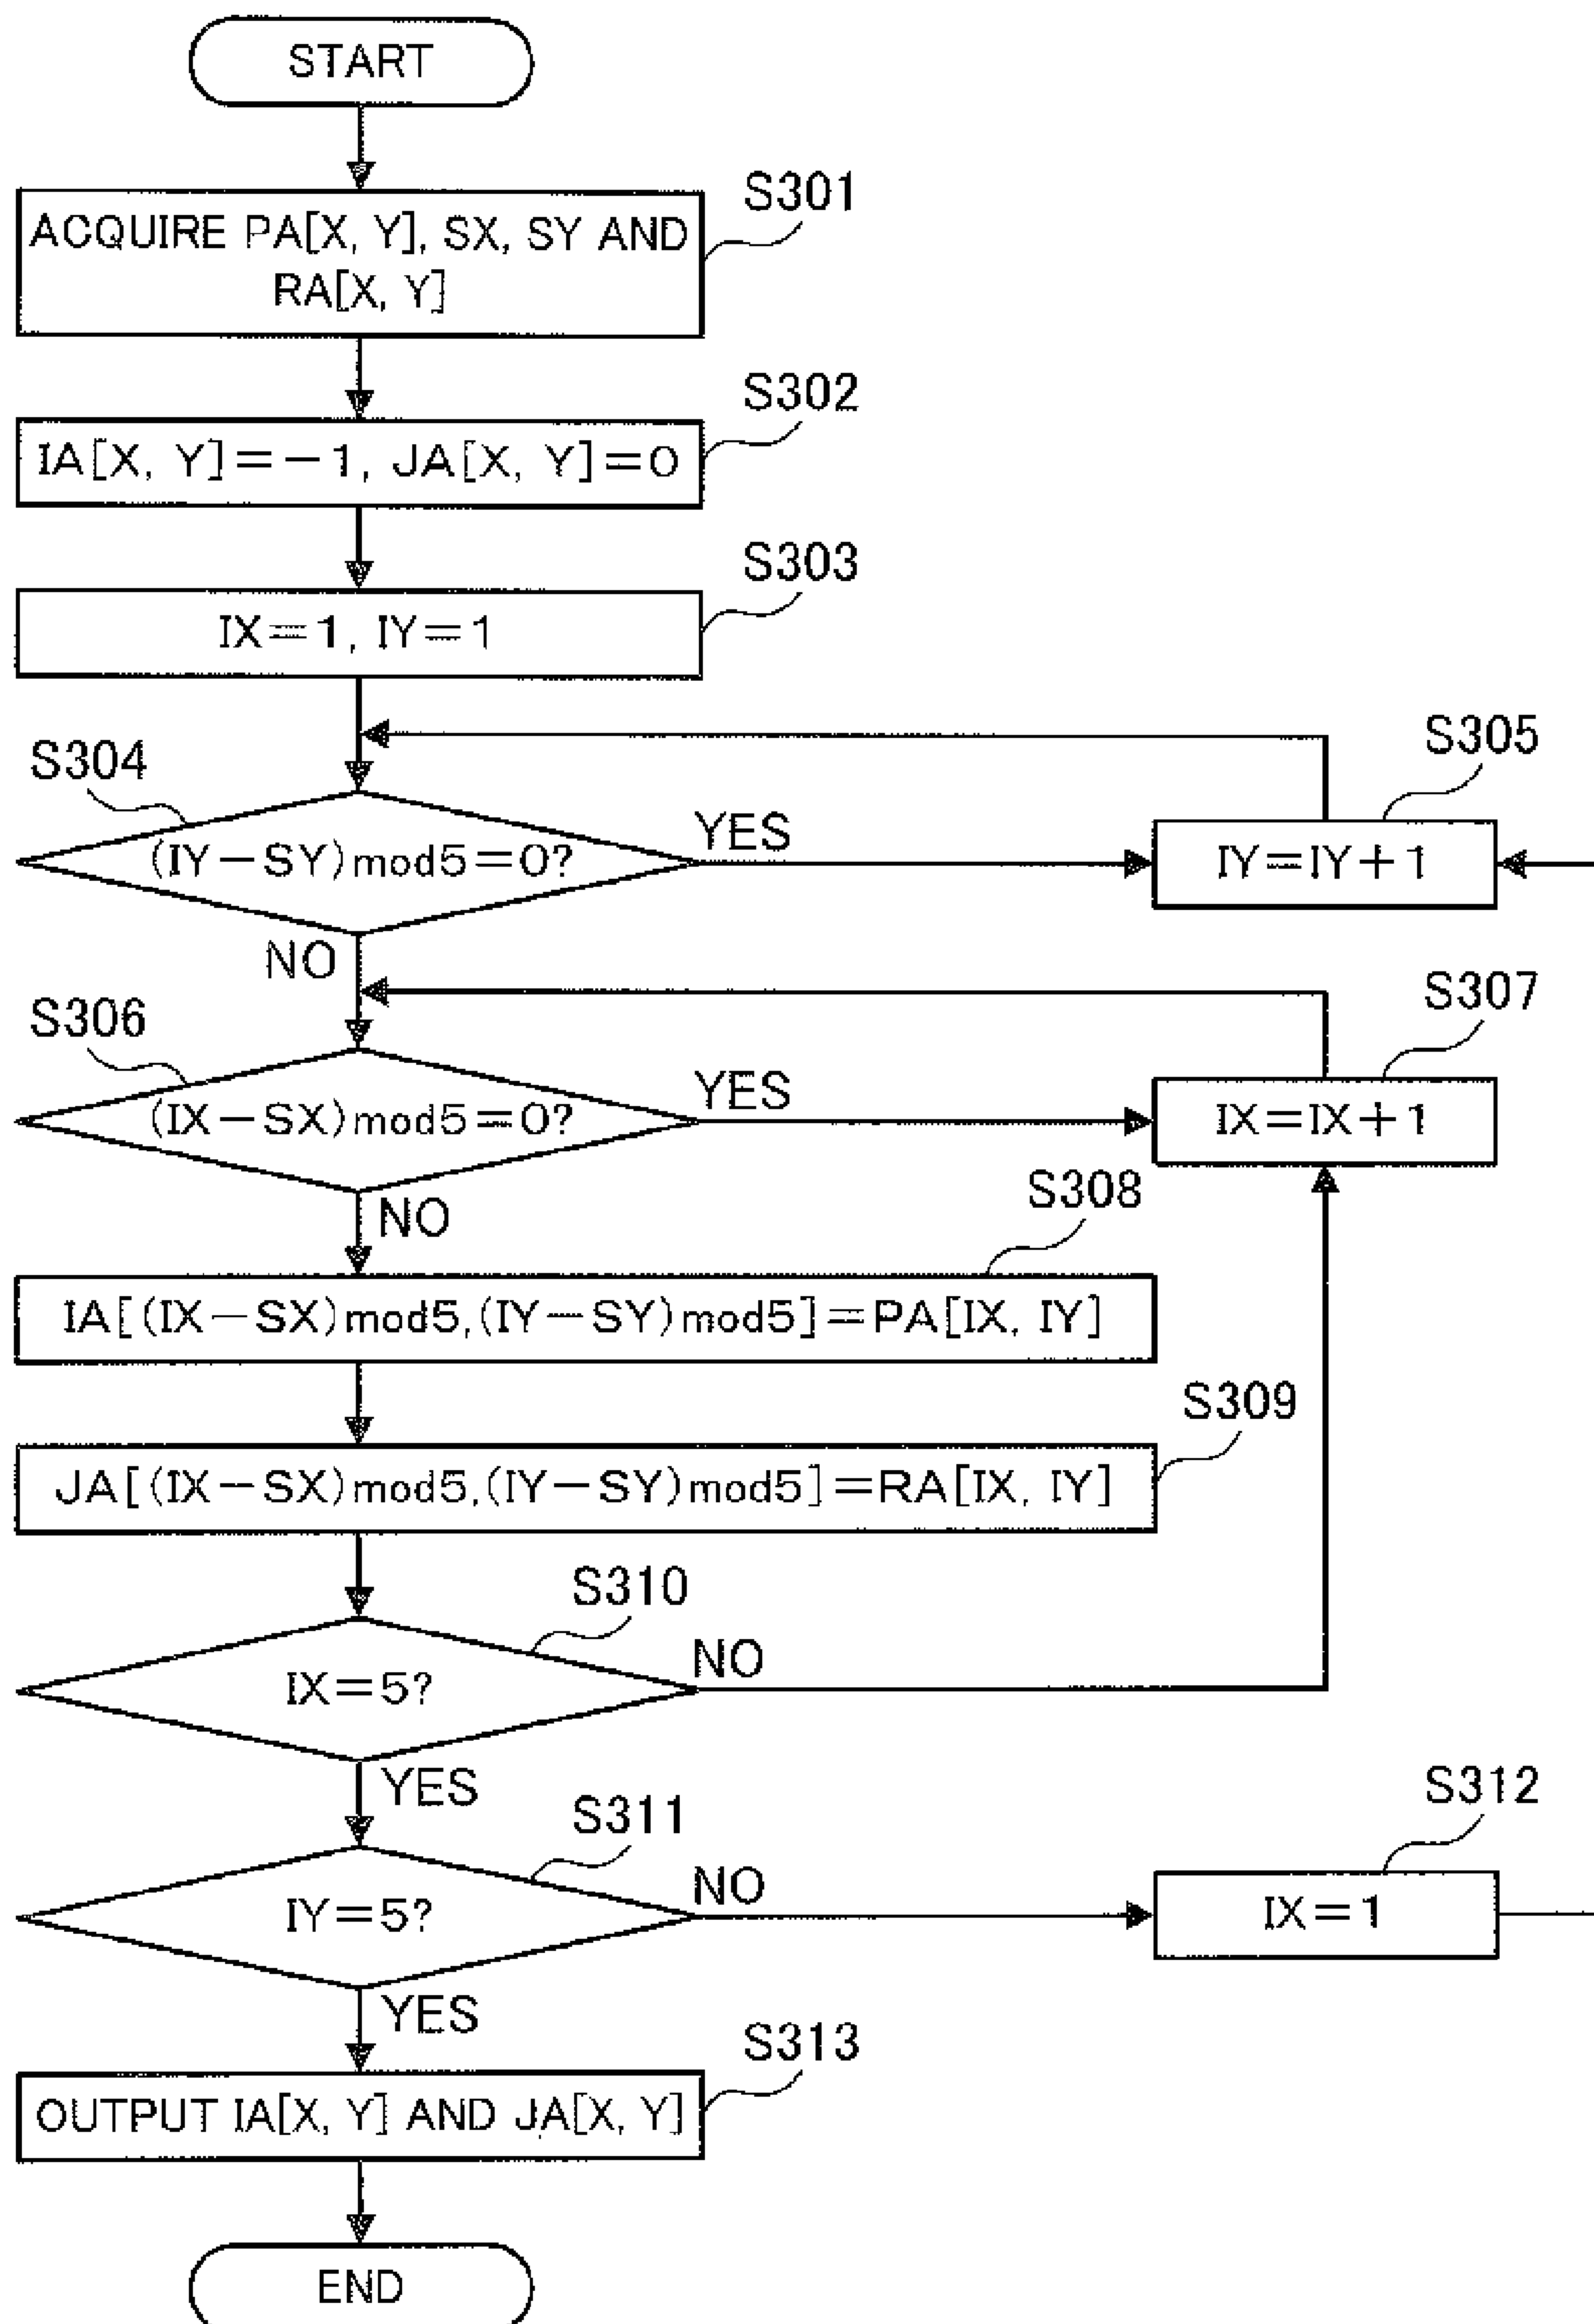 START
S301
ACQUIRE PA[X, Y], SX, SY AND
RA[X, Y]
S302
IA[X, Y]=-1, JA[X, Y]=0
S303
IX=1, IY=1
S304
(IY-SY)mod5=0?
YES
S305
IY=IY+1
NO
S306
(IX-SX)mod5=0?
YES
S307
IX=IX+1
NO
S308
IA[(IX-SX)mod5,(IY-SY)mod5]=PA[IX, IY]
S309
JA[(IX-SX)mod5,(IY-SY)mod5]=RA[IX, IY]
S310
IX=5?
NO
YES
S311
IY=5?
NO
S312
IX=1
YES
S313
OUTPUT IA[X, Y] AND JA[X, Y]
END